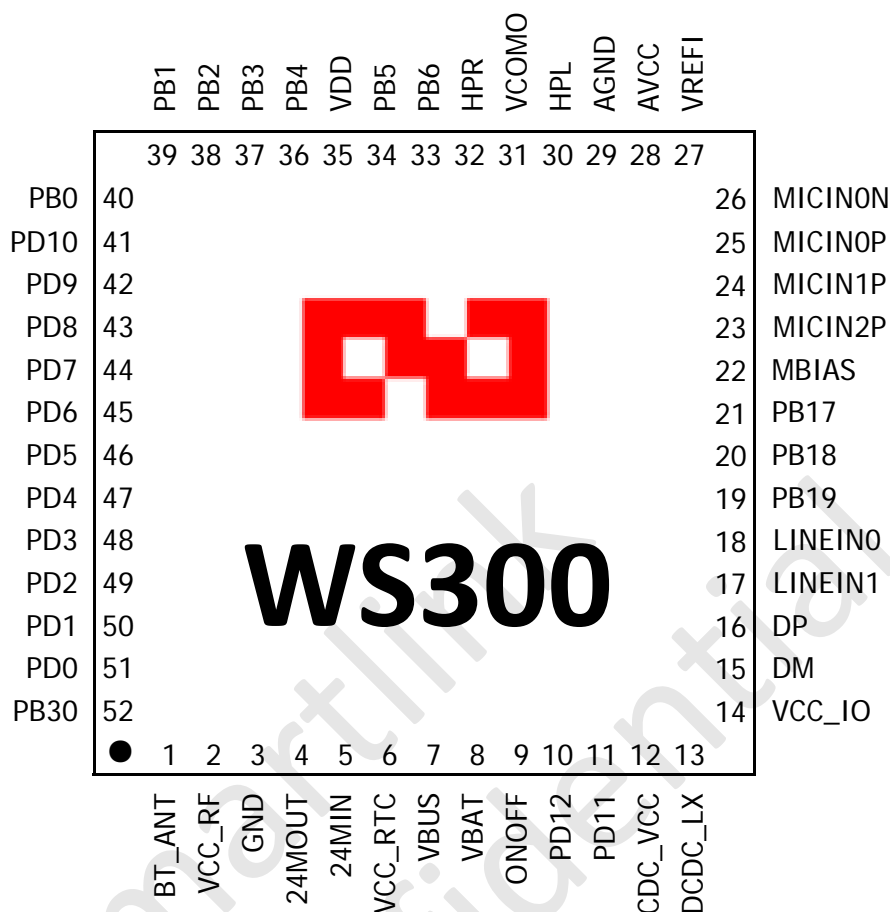 PB1 PB2 PB3 PB4 VDD PB5 PB6 HPR VCOMO HPL AGND AVCC VREFI
39 38 37 36 35 34 33 32 31 30 29 28 27
PB0 40 26 MICIN0N
PD10 41 25 MICIN0P
PD9 42 24 MICIN1P
PD8 43 23 MICIN2P
PD7 44 22 MBIAS
PD6 45 21 PB17
PD5 46 20 PB18
PD4 47 19 PB19
PD3 48 18 LINEIN0
PD2 49 17 LINEIN1
WS300
PD1 50 16 DP
PD0 51 15 DM
PB30 52 14 VCC_IO
1 2 3 4 5 6 7 8 9 10 11 12 13
BT_ANT VCC_RF GND 24MOUT 24MIN VCC_RTC VBUS VBAT ONOFF PD12 PD11 CDC_VCC DCDC_LX
martlink
fidential